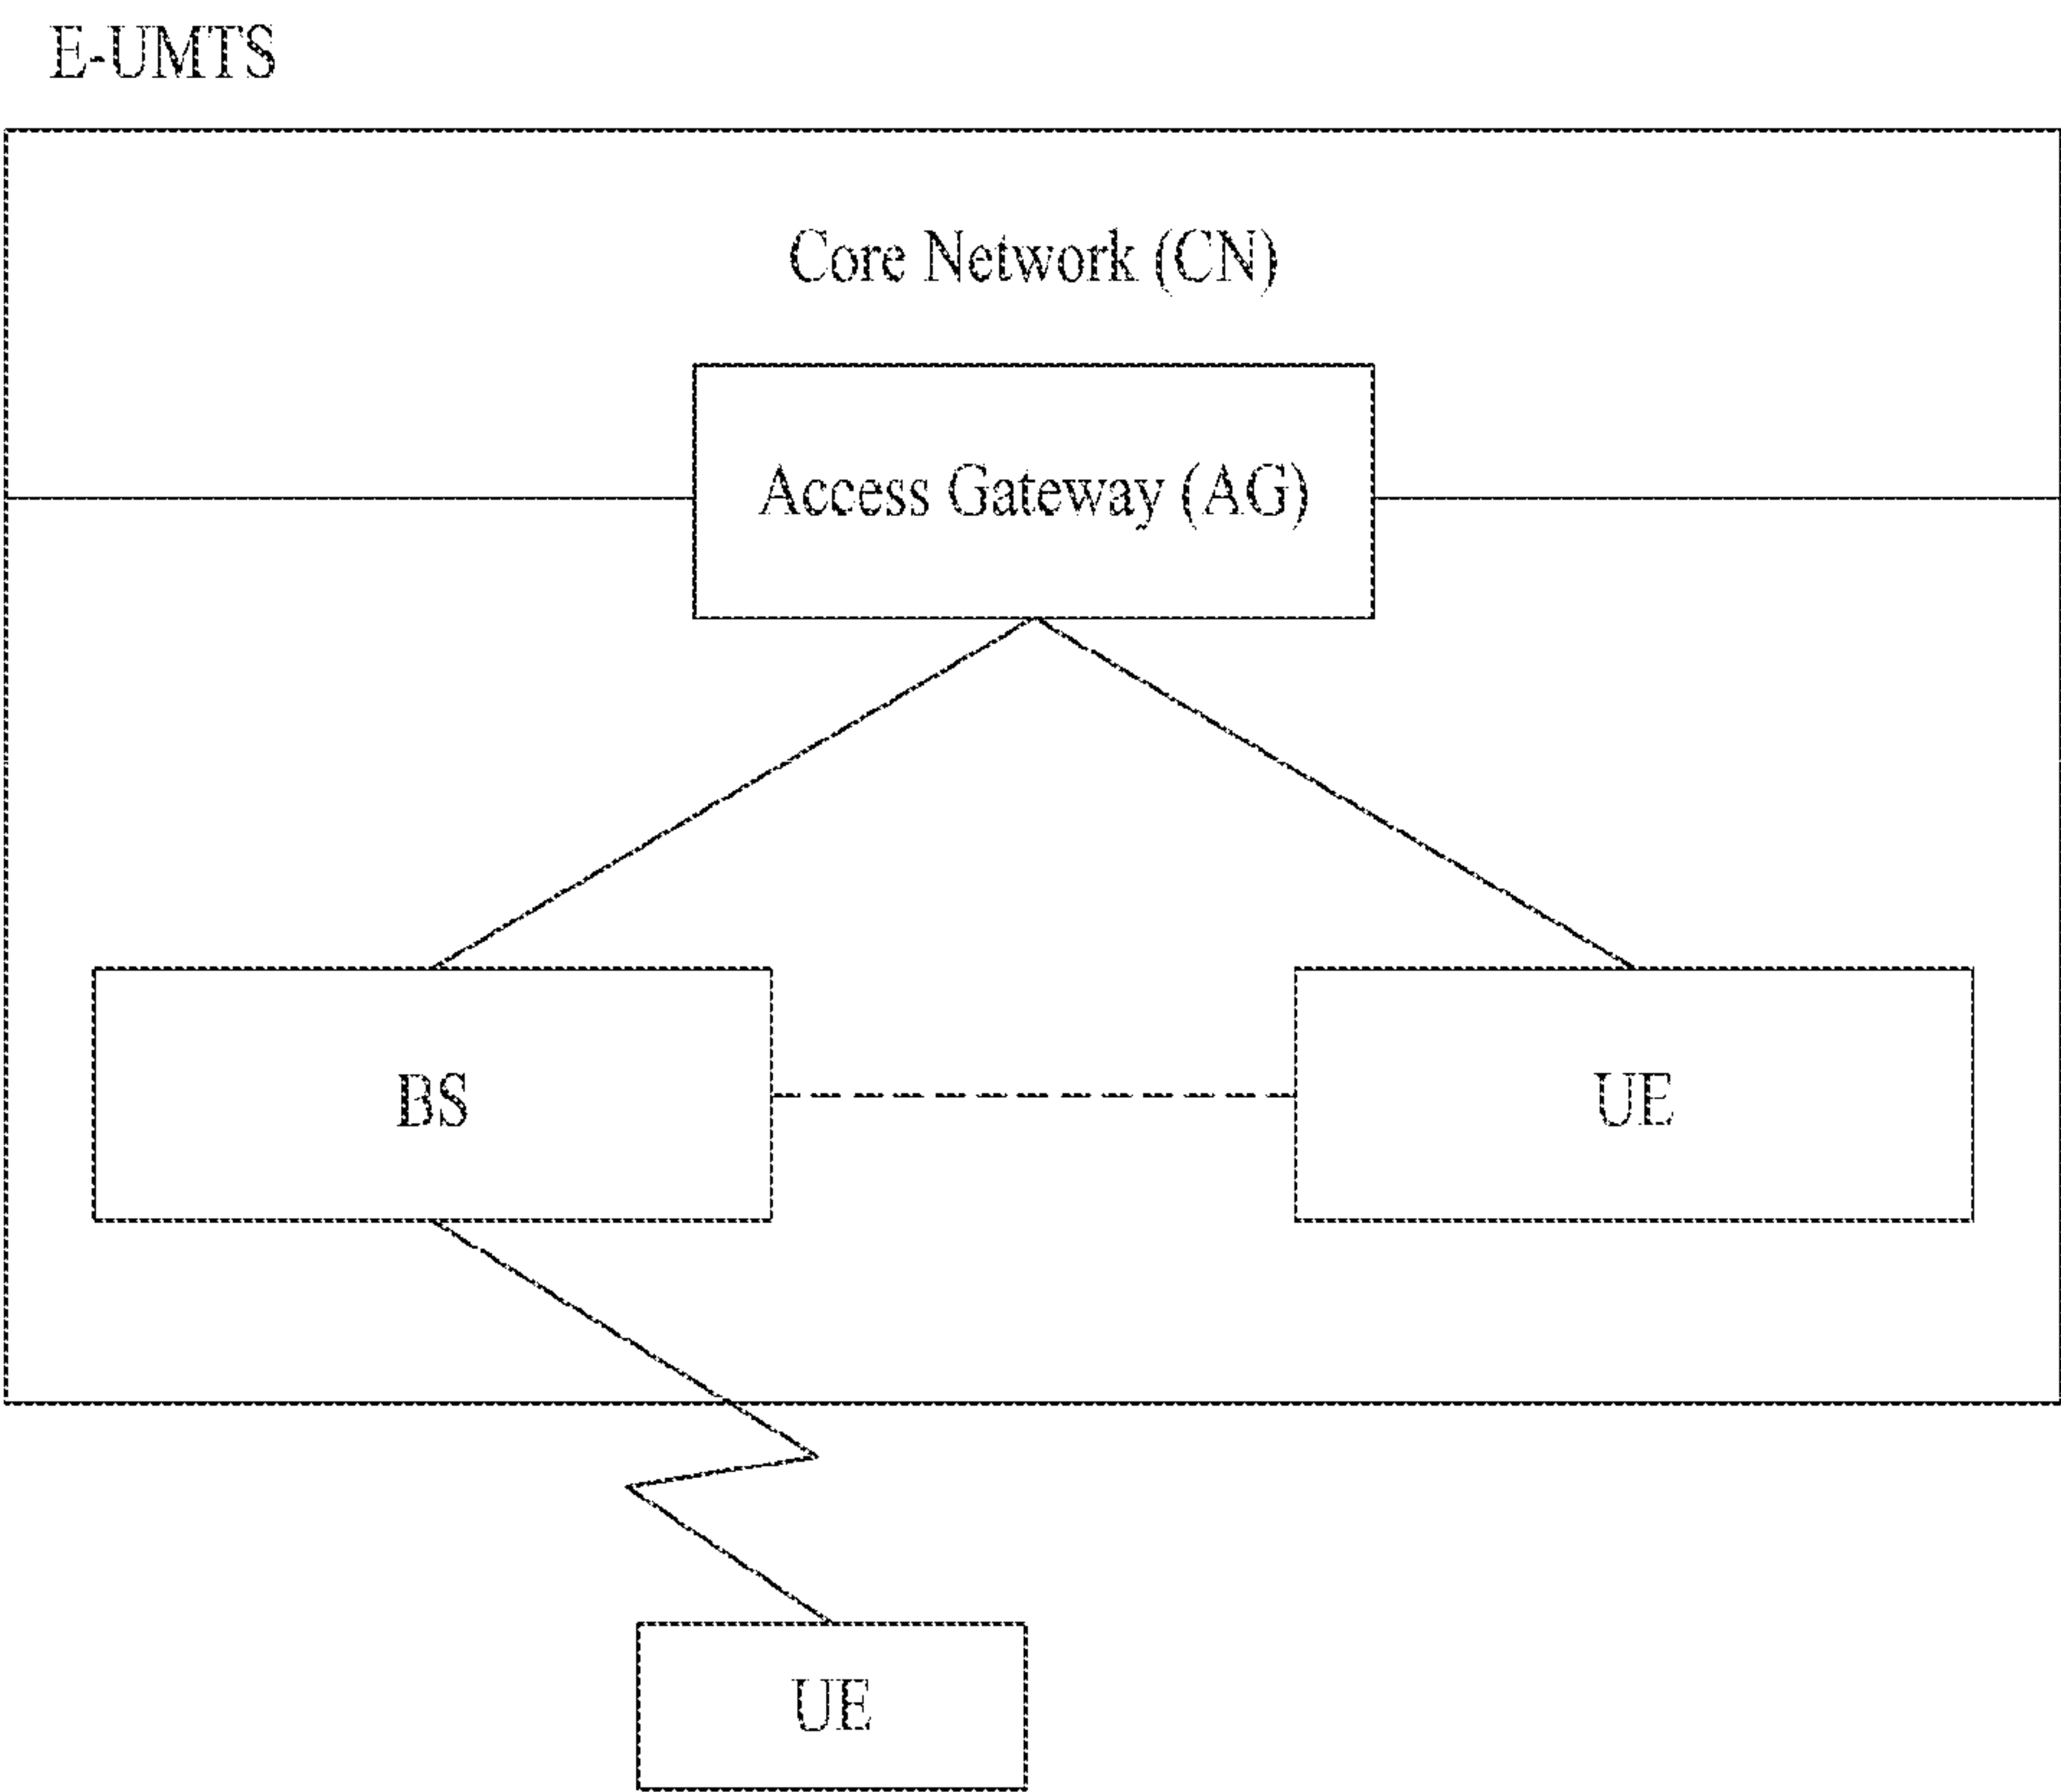 E-UMTS
Core Network (CN)
Access Gateway (AG)
BS
UE
UE